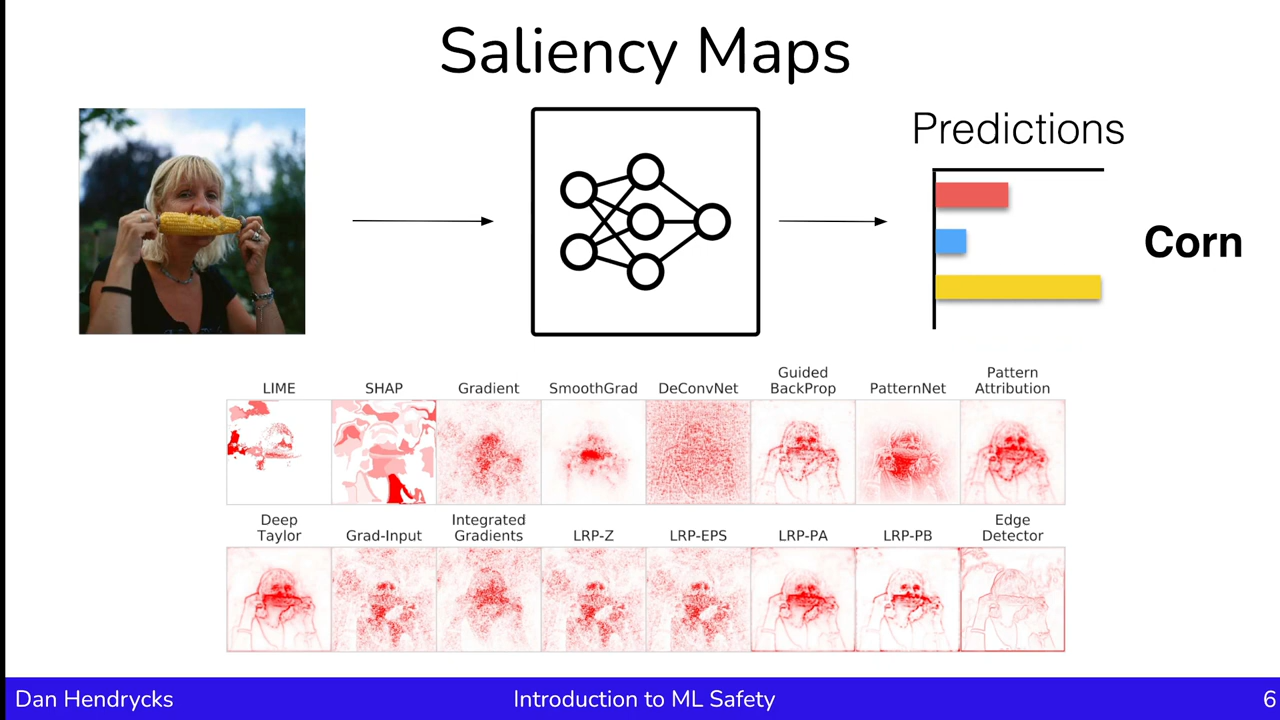 Saliency Maps
Predictions
Corn
LIME
SHAP
Gradient
SmoothGrad
DeConvNet
Guided
BackProp
PatternNet
Pattern
Attribution
Deep
Taylor
Grad-Input
Integrated
Gradients
LRP-Z
LRP-EPS
LRP-PA
LRP-PB
Edge
Detector
Dan Hendrycks
Introduction to ML Safety
6